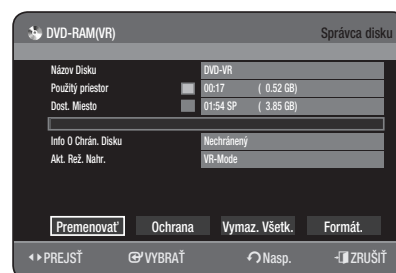 DVD-RAM(VR) Správca disku
Názov Disku DVD-VR
Použitý priestor 00:17 ( 0.52 GB)
Dost. Miesto 01:54 SP ( 3.85 GB)
Info O Chrán. Disku Nechránený
Akt. Rež. Nahr. VR-Mode
Premenovať Ochrana Vymaz. Všetk. Formát.
PREJSŤ VYBRAŤ Nasp. ZRUŠIŤ